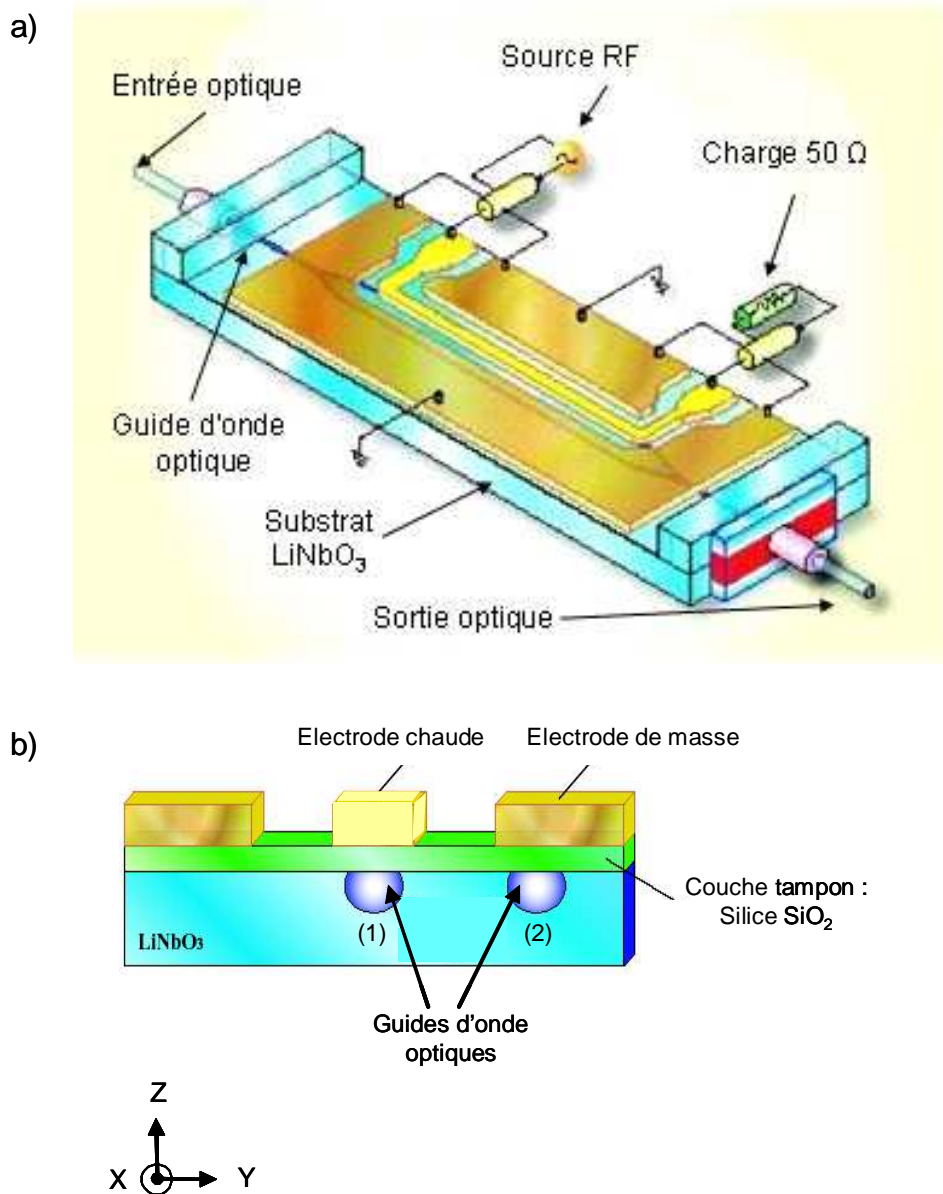 a)
Source RF
Entrée optique
Charge 50 Ω
Guide d'onde
optique
Substrat
LiNbO₃
Sortie optique
b)
Electrode chaude
Electrode de masse
Couche tampon :
Silice SiO₂
(1)
(2)
LiNbO₃
Guides d'onde
optiques
Z
X
Y